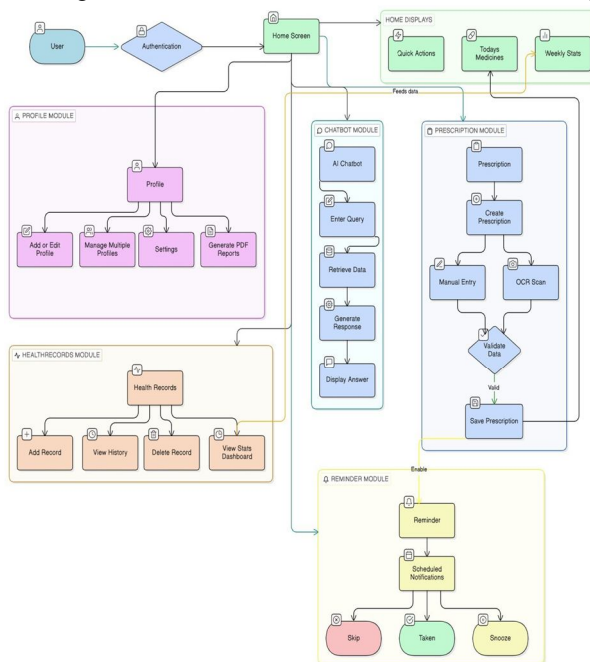 HOME DISPLAYS
User
Authentication
Home Screen
Quick Actions
Todays
Medicines
Weekly Stats
Feeds data
PROFILE MODULE
Profile
Add or Edit
Profile
Manage Multiple
Profiles
Settings
Generate PDF
Reports
CHATBOT MODULE
AI Chatbot
Enter Query
Retrieve Data
Generate
Response
Display Answer
PRESCRIPTION MODULE
Prescription
Create
Prescription
Manual Entry
OCR Scan
Validate
Data
Valid
Save Prescription
HEALTHRECORDS MODULE
Health Records
Add Record
View History
Delete Record
View Stats
Dashboard
Enable
REMINDER MODULE
Reminder
Scheduled
Notifications
Skip
Taken
Snooze